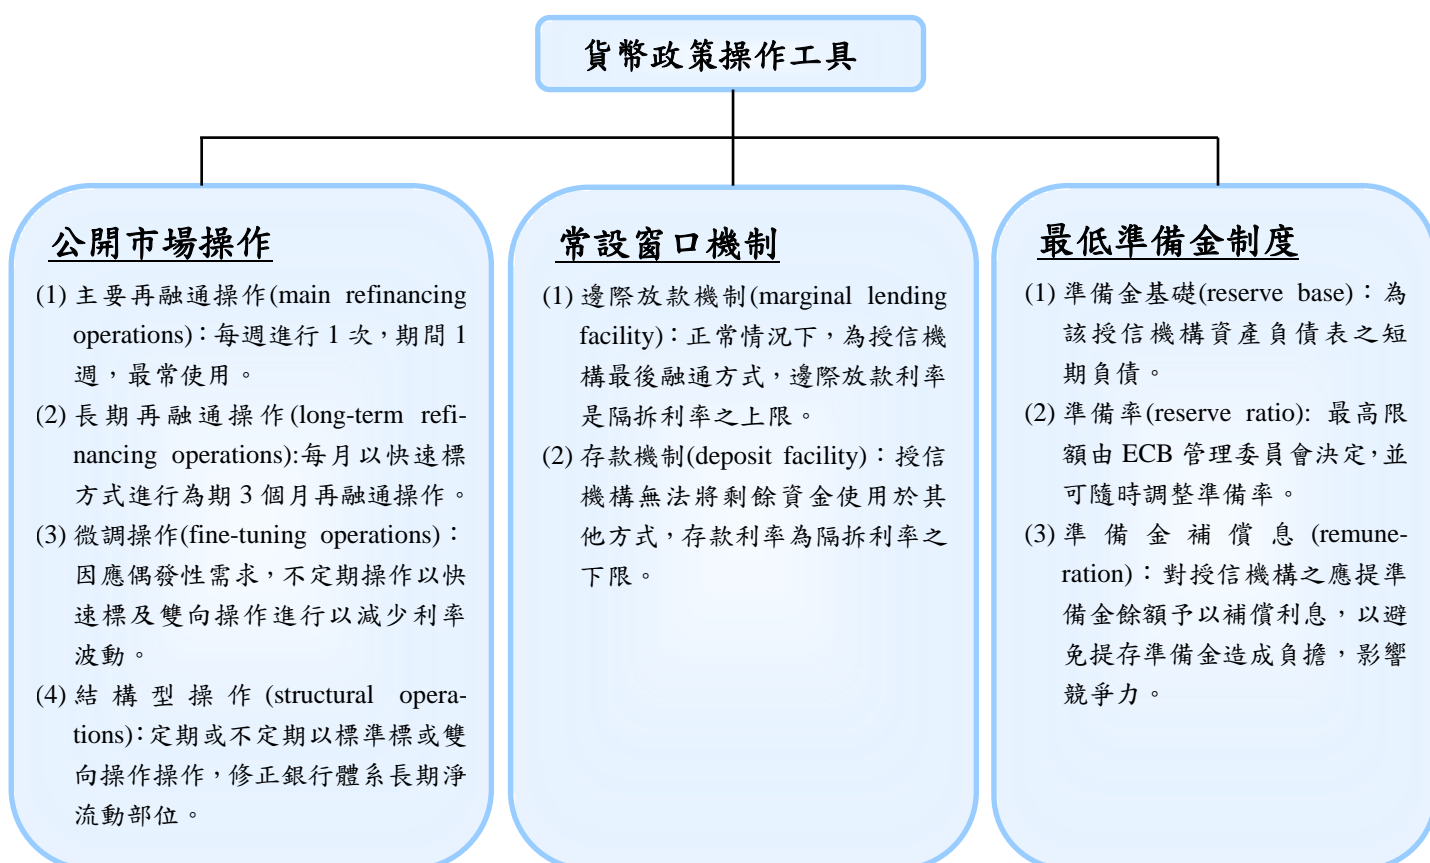 貨幣政策操作工具
公開市場操作
(1) 主要再融通操作(main refinancing
operations)：每週進行 1 次，期間 1
週，最常使用。
(2) 長期再融通操作(long-term refi-
nancing operations):每月以快速標
方式進行為期 3 個月再融通操作。
(3) 微調操作(fine-tuning operations)：
因應偶發性需求，不定期操作以快
速標及雙向操作進行以減少利率
波動。
(4) 結構型操作(structural opera-
tions)：定期或不定期以標準標或雙
向操作操作，修正銀行體系長期淨
流動部位。
常設窗口機制
(1) 邊際放款機制(marginal lending
facility)：正常情況下，為授信機
構最後融通方式，邊際放款利率
是隔拆利率之上限。
(2) 存款機制(deposit facility)：授信
機構無法將剩餘資金使用於其
他方式，存款利率為隔拆利率之
下限。
最低準備金制度
(1) 準備金基礎(reserve base)：為
該授信機構資產負債表之短
期負債。
(2) 準備率(reserve ratio): 最高限
額由 ECB 管理委員會決定，並
可隨時調整準備率。
(3) 準備金補償息(remune-
ration)：對授信機構之應提準
備金餘額予以補償利息，以避
免提存準備金造成負擔，影響
競爭力。